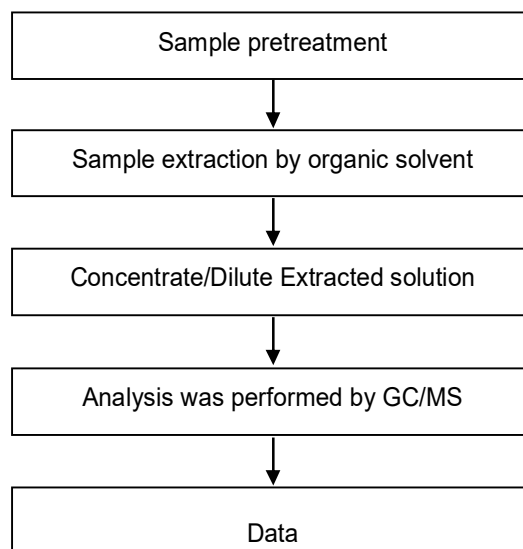 Sample pretreatment
Sample extraction by organic solvent
Concentrate/Dilute Extracted solution
Analysis was performed by GC/MS
Data